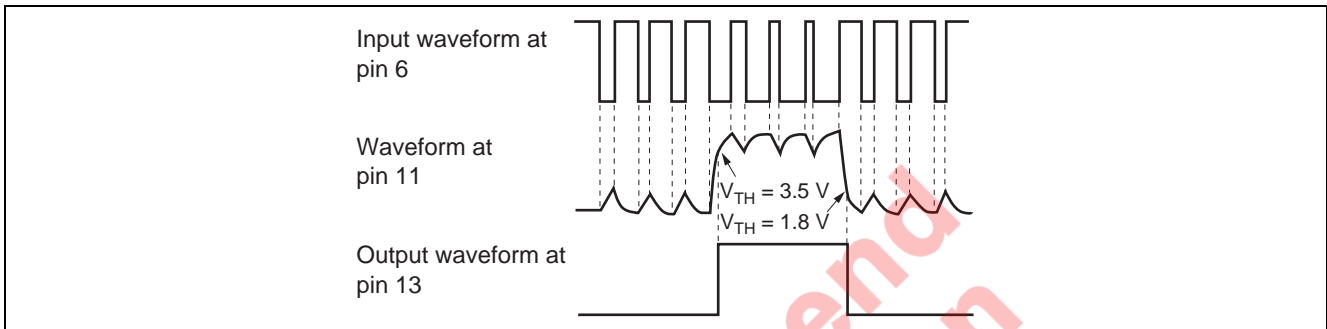 Input waveform at
pin 6
Waveform at
pin 11
V_TH = 3.5 V
V_TH = 1.8 V
Output waveform at
pin 13
end